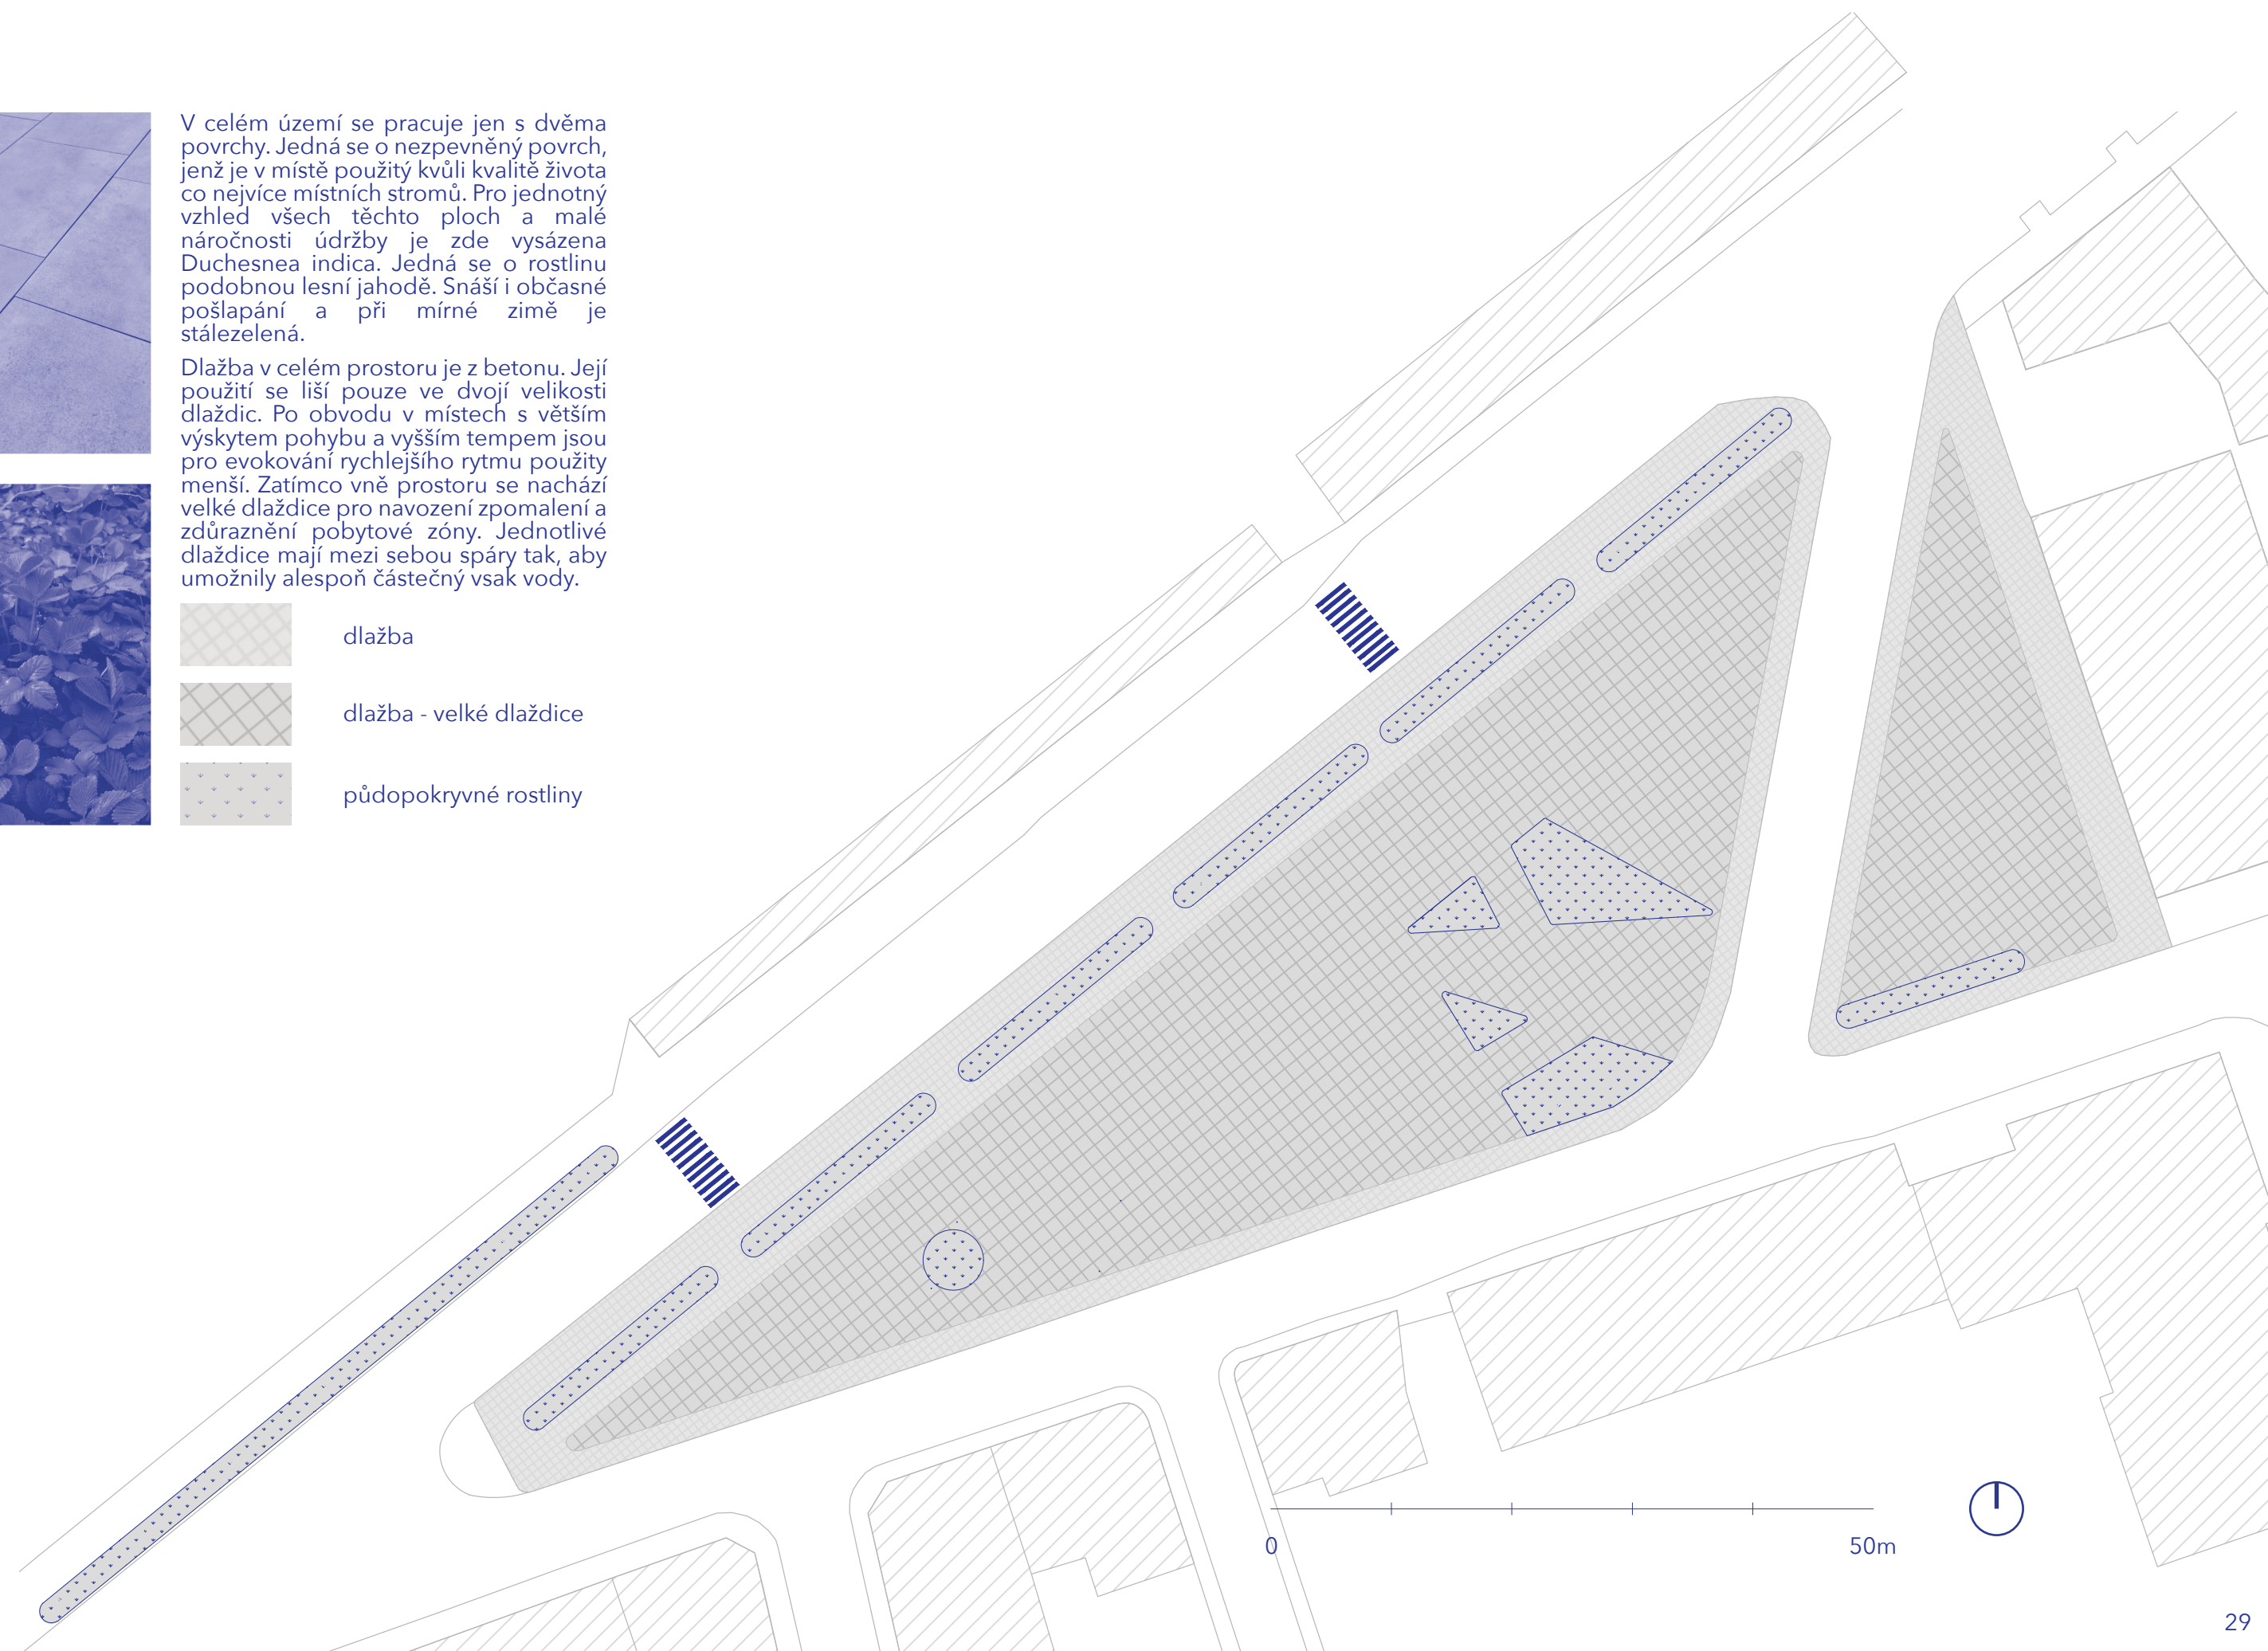 V celém území se pracuje jen s dvěma
povrchy. Jedná se o nezpevněný povrch,
jenž je v místě použitý kvůli kvalitě života
co nejvíce místních stromů. Pro jednotný
vzhled všech těchto ploch a malé
náročnosti údržby je zde vysázena
Duchesnea indica. Jedná se o rostlinu
podobnou lesní jahodě. Snáší i občasné
pošlapání a při mírné zimě je
stálezelená.
Dlažba v celém prostoru je z betonu. Její
použití se liší pouze ve dvojí velikosti
dlaždic. Po obvodu v místech s větším
výskytem pohybu a vyšším tempem jsou
pro evokování rychlejšího rytmu použity
menší. Zatímco vně prostoru se nachází
velké dlaždice pro navození zpomalení a
zdůraznění pobytové zóny. Jednotlivé
dlaždice mají mezi sebou spáry tak, aby
umožnily alespoň částečný vsak vody.
dlažba
dlažba - velké dlaždice
půdopokryvné rostliny
0
50m
29